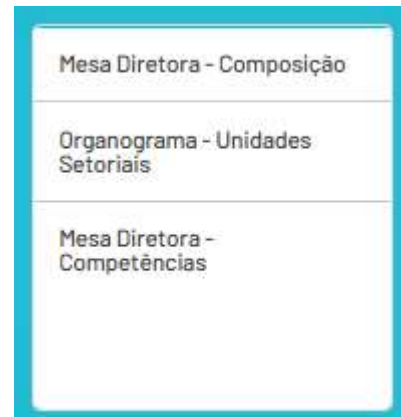 Mesa Diretora - Composição
Organograma - Unidades
Setoriais
Mesa Diretora -
Competências